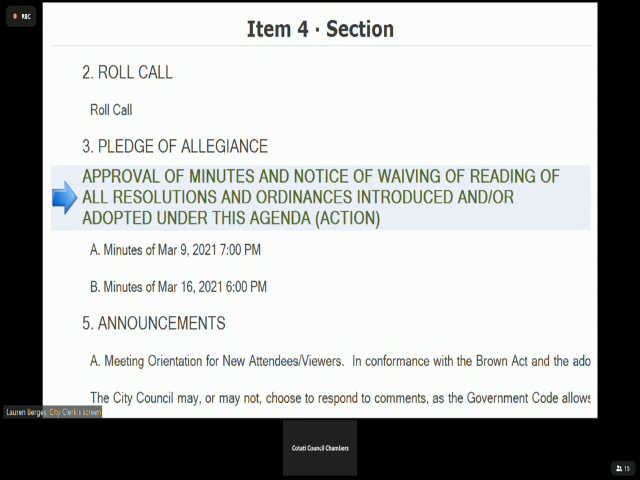 REC
Item 4 · Section
2. ROLL CALL
Roll Call
3. PLEDGE OF ALLEGIANCE
APPROVAL OF MINUTES AND NOTICE OF WAIVING OF READING OF
ALL RESOLUTIONS AND ORDINANCES INTRODUCED AND/OR
ADOPTED UNDER THIS AGENDA (ACTION)
A. Minutes of Mar 9, 2021 7:00 PM
B. Minutes of Mar 16, 2021 6:00 PM
5. ANNOUNCEMENTS
A. Meeting Orientation for New Attendees/Viewers. In conformance with the Brown Act and the ado
The City Council may, or may not, choose to respond to comments, as the Government Code allows
Lauren Berges, City Clerk's screen
Cotati Council Chambers
15